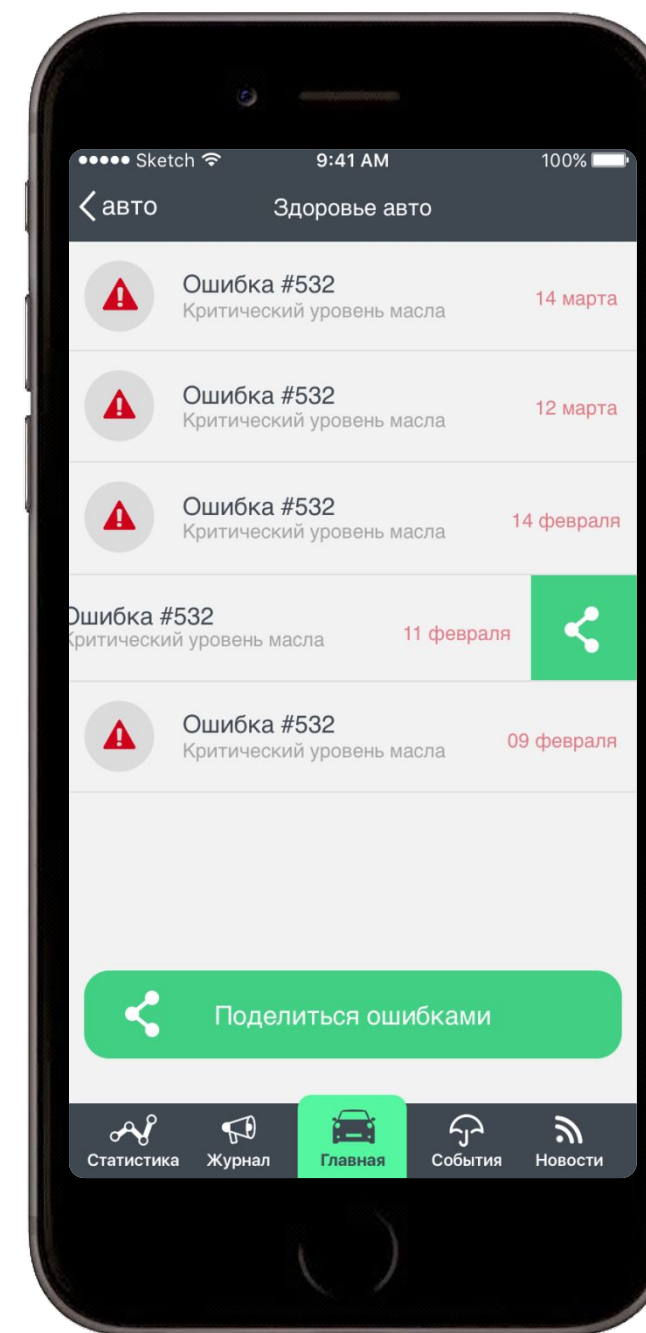 Sketch 9:41 AM 100%
авто Здоровье авто
Ошибка #532
Критический уровень масла
14 марта
Ошибка #532
Критический уровень масла
12 марта
Ошибка #532
Критический уровень масла
14 февраля
Ошибка #532
Критический уровень масла
11 февраля
Ошибка #532
Критический уровень масла
09 февраля
Поделиться ошибками
Статистика Журнал Главная События Новости